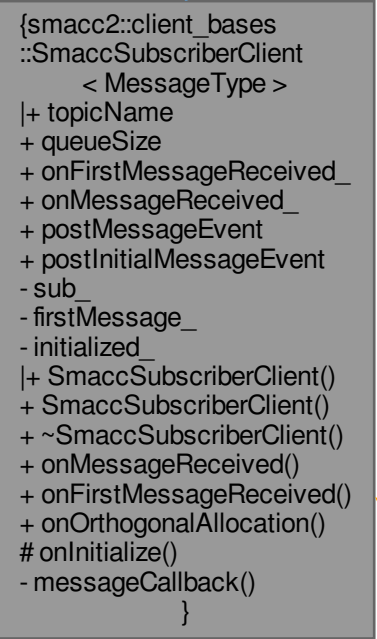 {smacc2::client_bases
::SmaccSubscriberClient
< MessageType >
|+ topicName
+ queueSize
+ onFirstMessageReceived_
+ onMessageReceived_
+ postMessageEvent
+ postInitialMessageEvent
- sub_
- firstMessage_
- initialized_
|+ SmaccSubscriberClient()
+ SmaccSubscriberClient()
+ ~SmaccSubscriberClient()
+ onMessageReceived()
+ onFirstMessageReceived()
+ onOrthogonalAllocation()
# onInitialize()
- messageCallback()
}